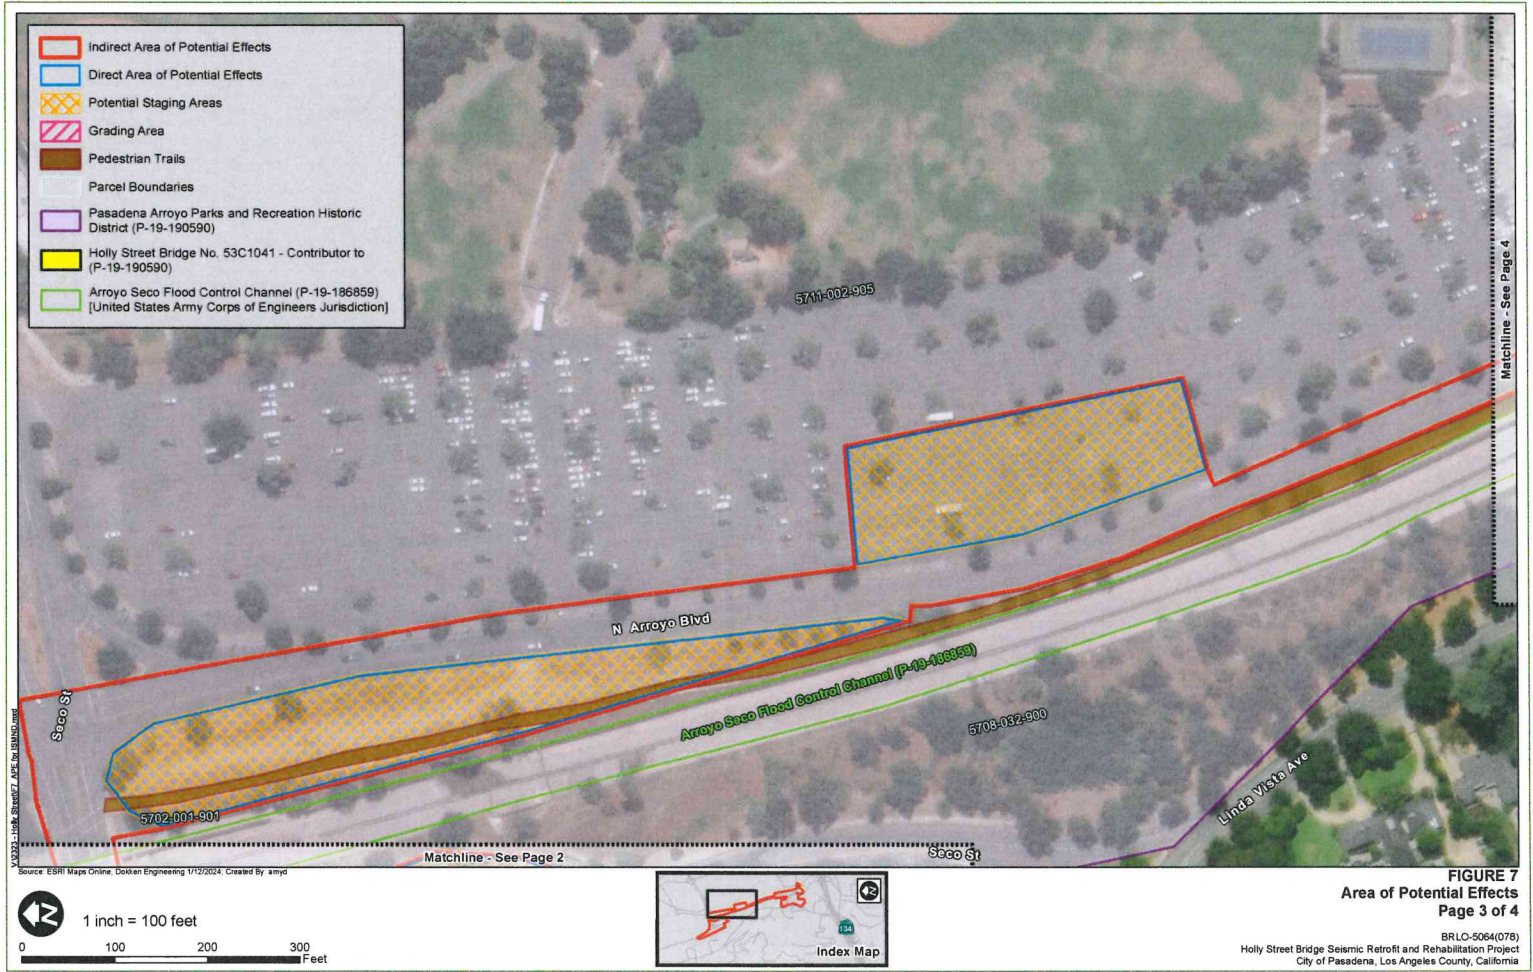 Indirect Area of Potential Effects
Direct Area of Potential Effects
Potential Staging Areas
Grading Area
Pedestrian Trails
Parcel Boundaries
Pasadena Arroyo Parks and Recreation Historic
District (P-19-190590)
Holly Street Bridge No. 53C1041 - Contributor to
(P-19-190590)
Arroyo Seco Flood Control Channel (P-19-186859)
[United States Army Corps of Engineers Jurisdiction]
5711-002-905
Matchline - See Page 4
N Arroyo Blvd
Seco St
Arroyo Seco Flood Control Channel (P-19-186859)
5708-032-900
Linda Vista Ave
5702-001-901
Matchline - See Page 2
Seco St
V12323 - Holly Street\F7_APE for ISMND.mxd
Source: ESRI Maps Online; Dokken Engineering 1/12/2024; Created By: amyd
N
1 inch = 100 feet
0 100 200 300
Feet
N
134
Index Map
FIGURE 7
Area of Potential Effects
Page 3 of 4
BRLO-5064(078)
Holly Street Bridge Seismic Retrofit and Rehabilitation Project
City of Pasadena, Los Angeles County, California